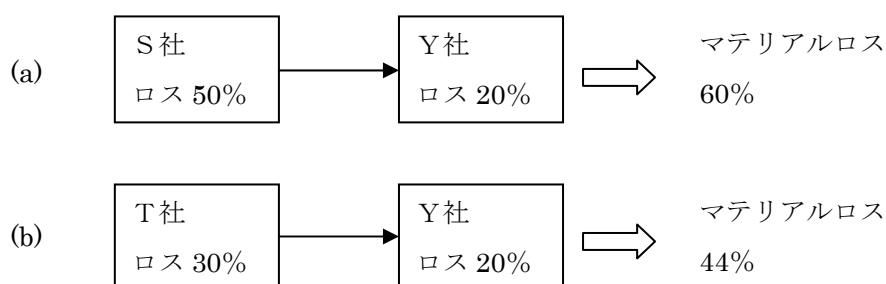 (a)
S社
ロス 50%
Y社
ロス 20%
マテリアルロス
60%
(b)
T社
ロス 30%
Y社
ロス 20%
マテリアルロス
44%